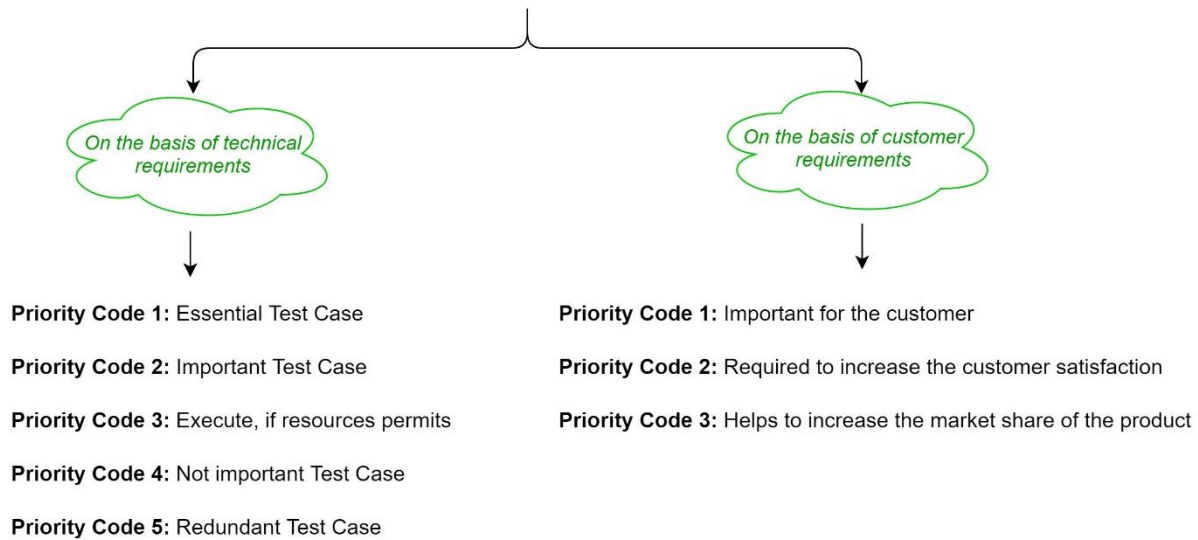 On the basis of technical
requirements
On the basis of customer
requirements
Priority Code 1: Essential Test Case
Priority Code 2: Important Test Case
Priority Code 3: Execute, if resources permits
Priority Code 4: Not important Test Case
Priority Code 5: Redundant Test Case
Priority Code 1: Important for the customer
Priority Code 2: Required to increase the customer satisfaction
Priority Code 3: Helps to increase the market share of the product